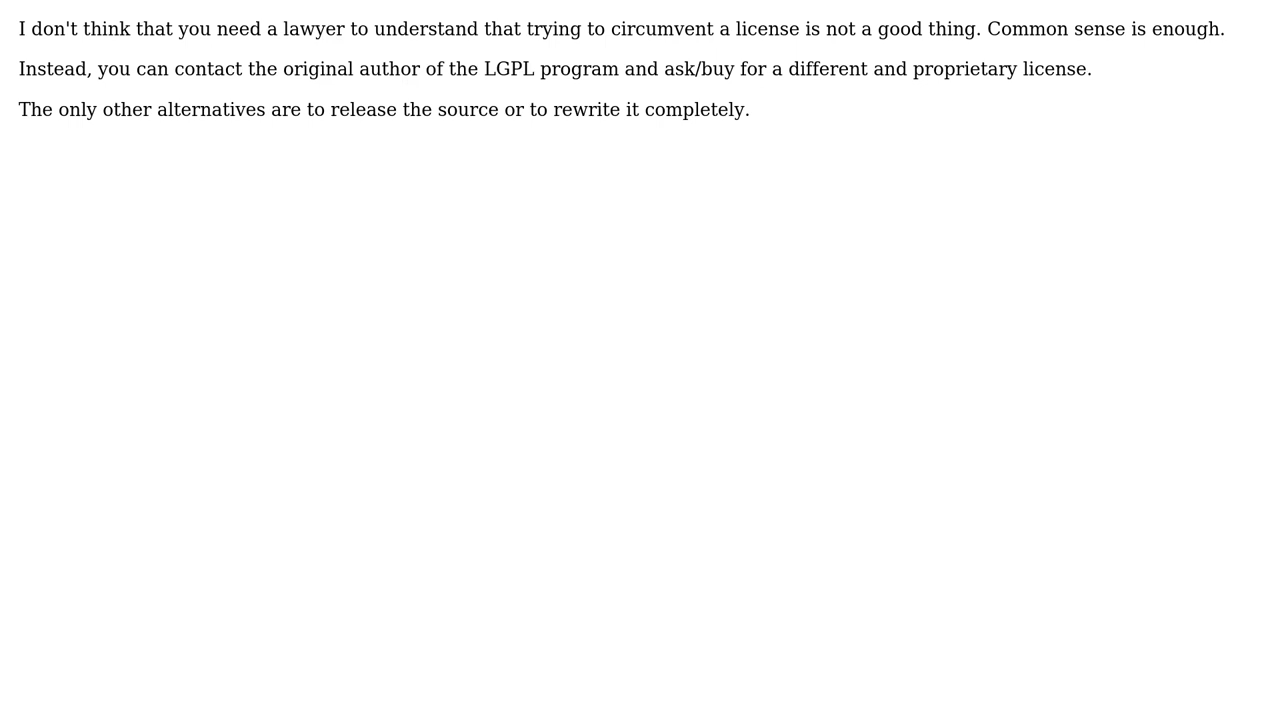 I don't think that you need a lawyer to understand that trying to circumvent a license is not a good thing. Common sense is enough.
Instead, you can contact the original author of the LGPL program and ask/buy for a different and proprietary license.
The only other alternatives are to release the source or to rewrite it completely.